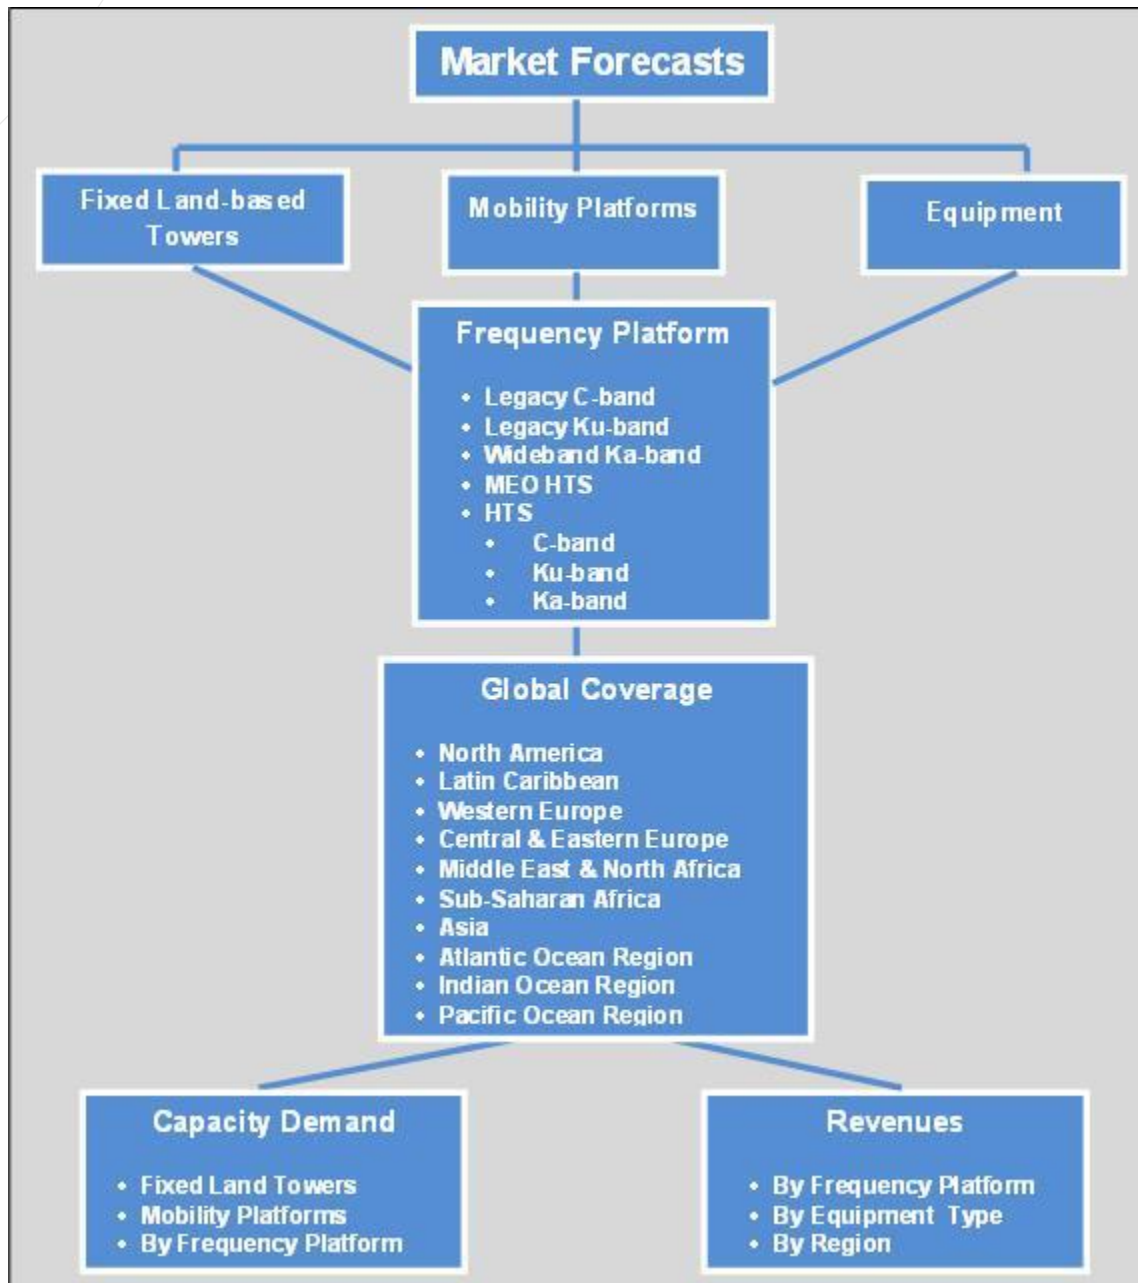 Market Forecasts
Fixed Land-based
Towers
Mobility Platforms
Equipment
Frequency Platform
• Legacy C-band
• Legacy Ku-band
• Wideband Ka-band
• MEO HTS
• HTS
• C-band
• Ku-band
• Ka-band
Global Coverage
• North America
• Latin Caribbean
• Western Europe
• Central & Eastern Europe
• Middle East & North Africa
• Sub-Saharan Africa
• Asia
• Atlantic Ocean Region
• Indian Ocean Region
• Pacific Ocean Region
Capacity Demand
• Fixed Land Towers
• Mobility Platforms
• By Frequency Platform
Revenues
• By Frequency Platform
• By Equipment Type
• By Region